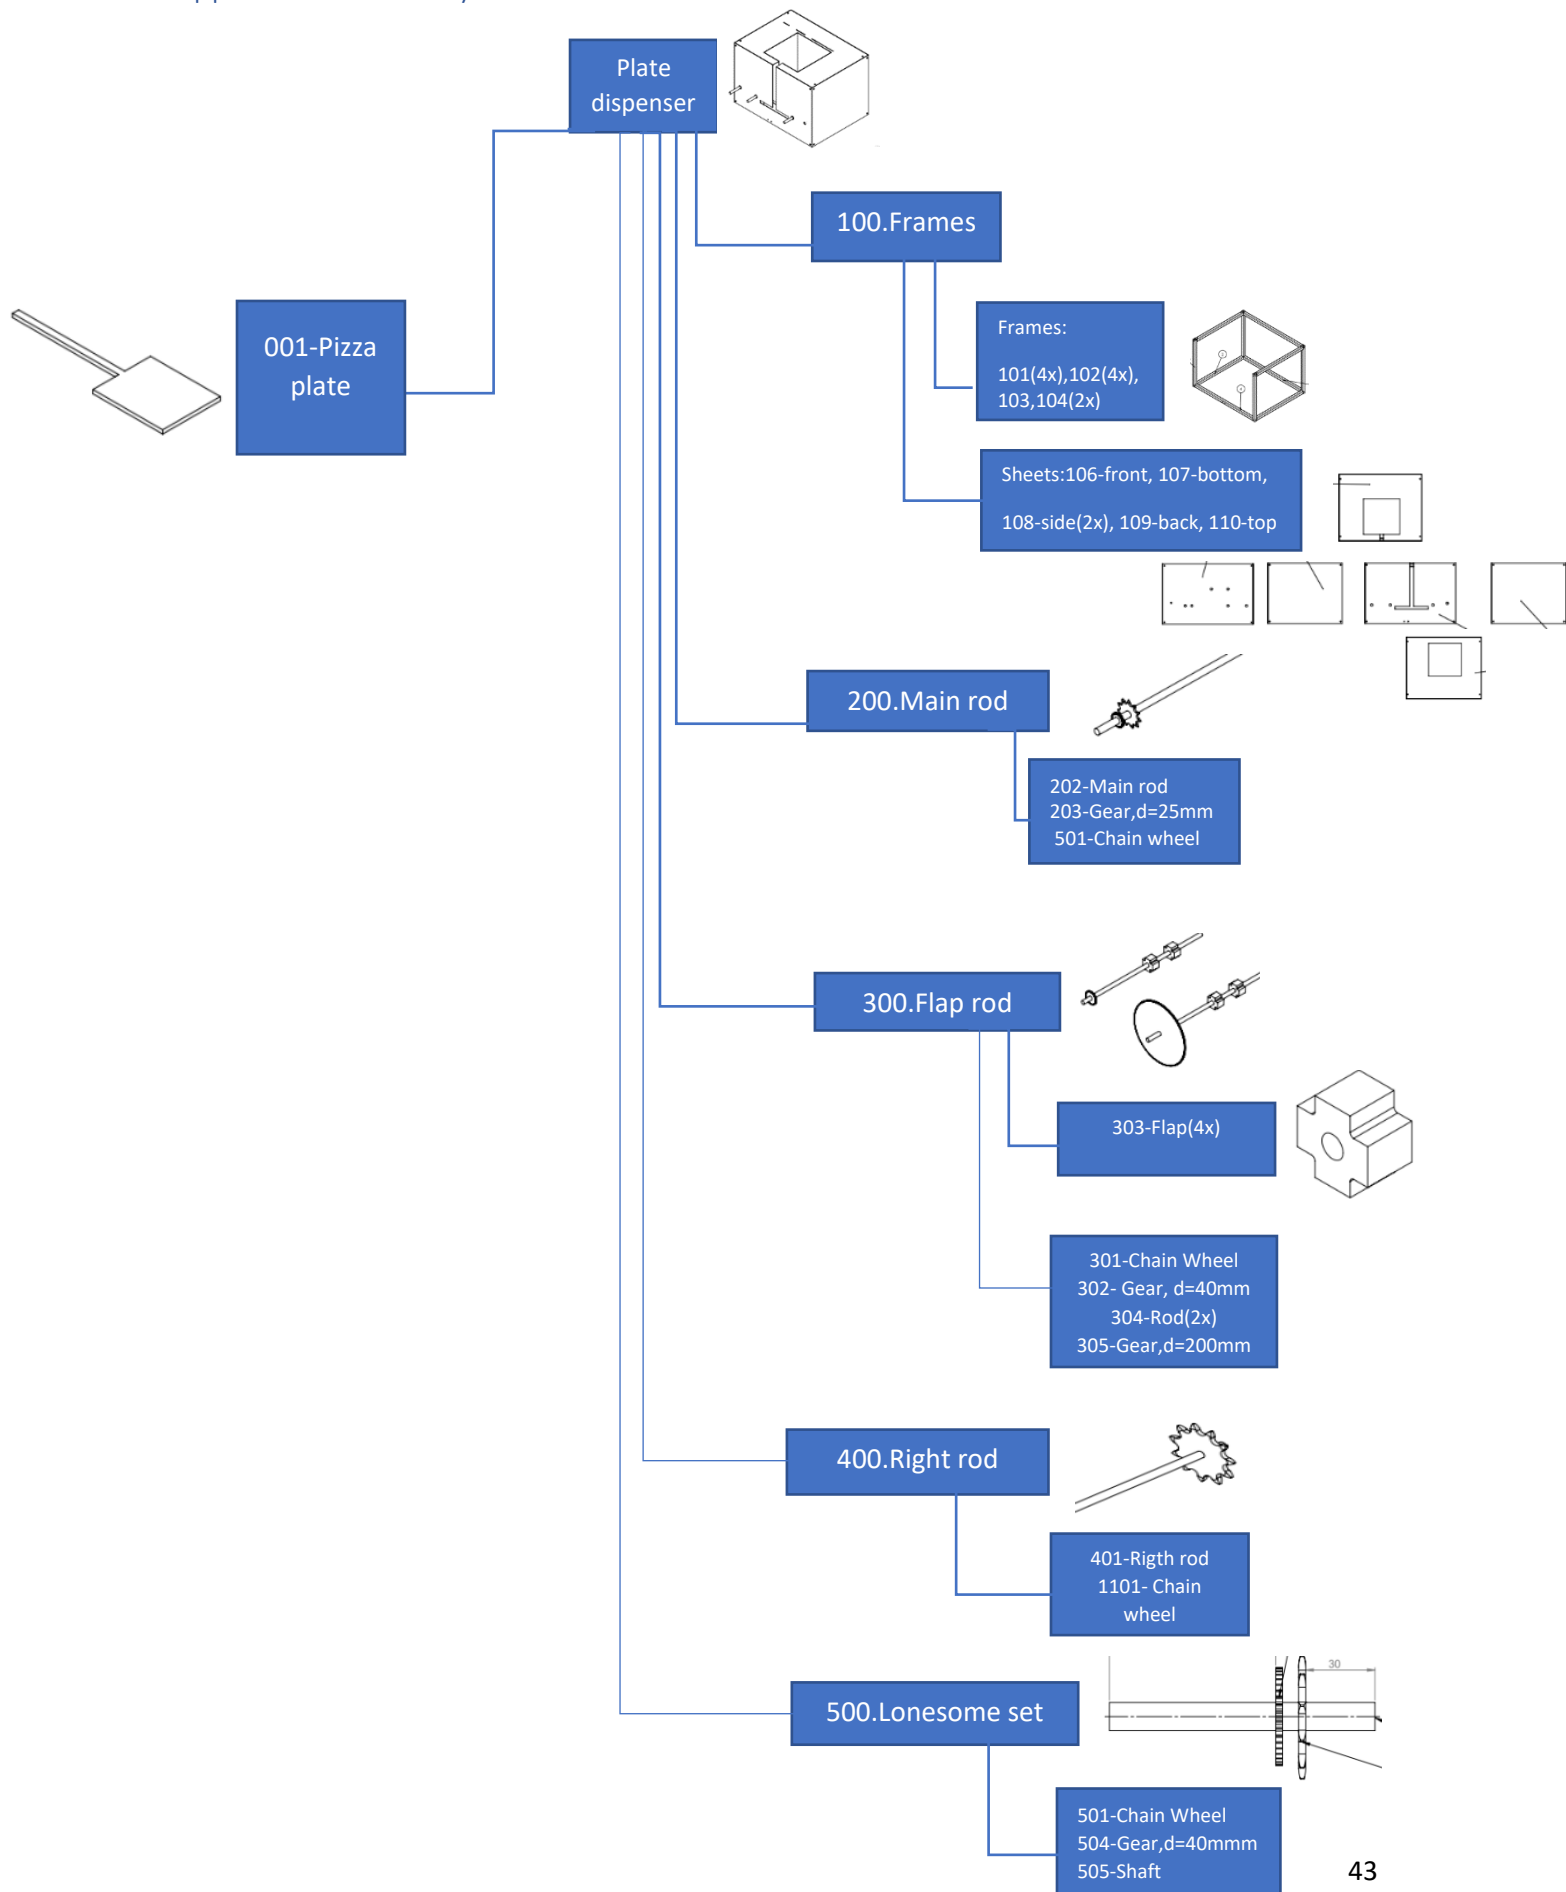 Plate
dispenser
100.Frames
001-Pizza
plate
Frames:
101(4x),102(4x),
103,104(2x)
Sheets:106-front, 107-bottom,
108-side(2x), 109-back, 110-top
200.Main rod
202-Main rod
203-Gear,d=25mm
501-Chain wheel
300.Flap rod
303-Flap(4x)
301-Chain Wheel
302- Gear, d=40mm
304-Rod(2x)
305-Gear,d=200mm
400.Right rod
401-Rigth rod
1101- Chain
wheel
30
500.Lonesome set
501-Chain Wheel
504-Gear,d=40mmm
505-Shaft
43